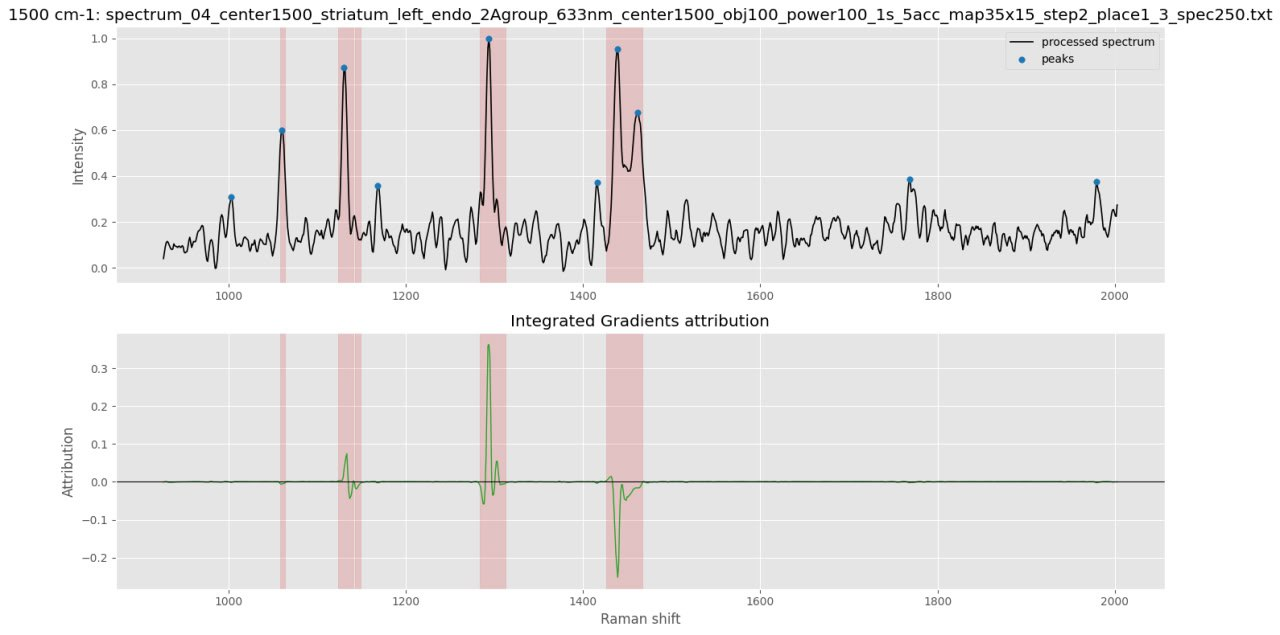 1500 cm-1: spectrum_04_center1500_striatum_left_endo_2Agroup_633nm_center1500_obj100_power100_1s_5acc_map35x15_step2_place1_3_spec250.txt
processed spectrum
peaks
Intensity
1.0
0.8
0.6
0.4
0.2
0.0
1000 1200 1400 1600 1800 2000
Integrated Gradients attribution
Attribution
0.3
0.2
0.1
0.0
−0.1
−0.2
1000 1200 1400 1600 1800 2000
Raman shift